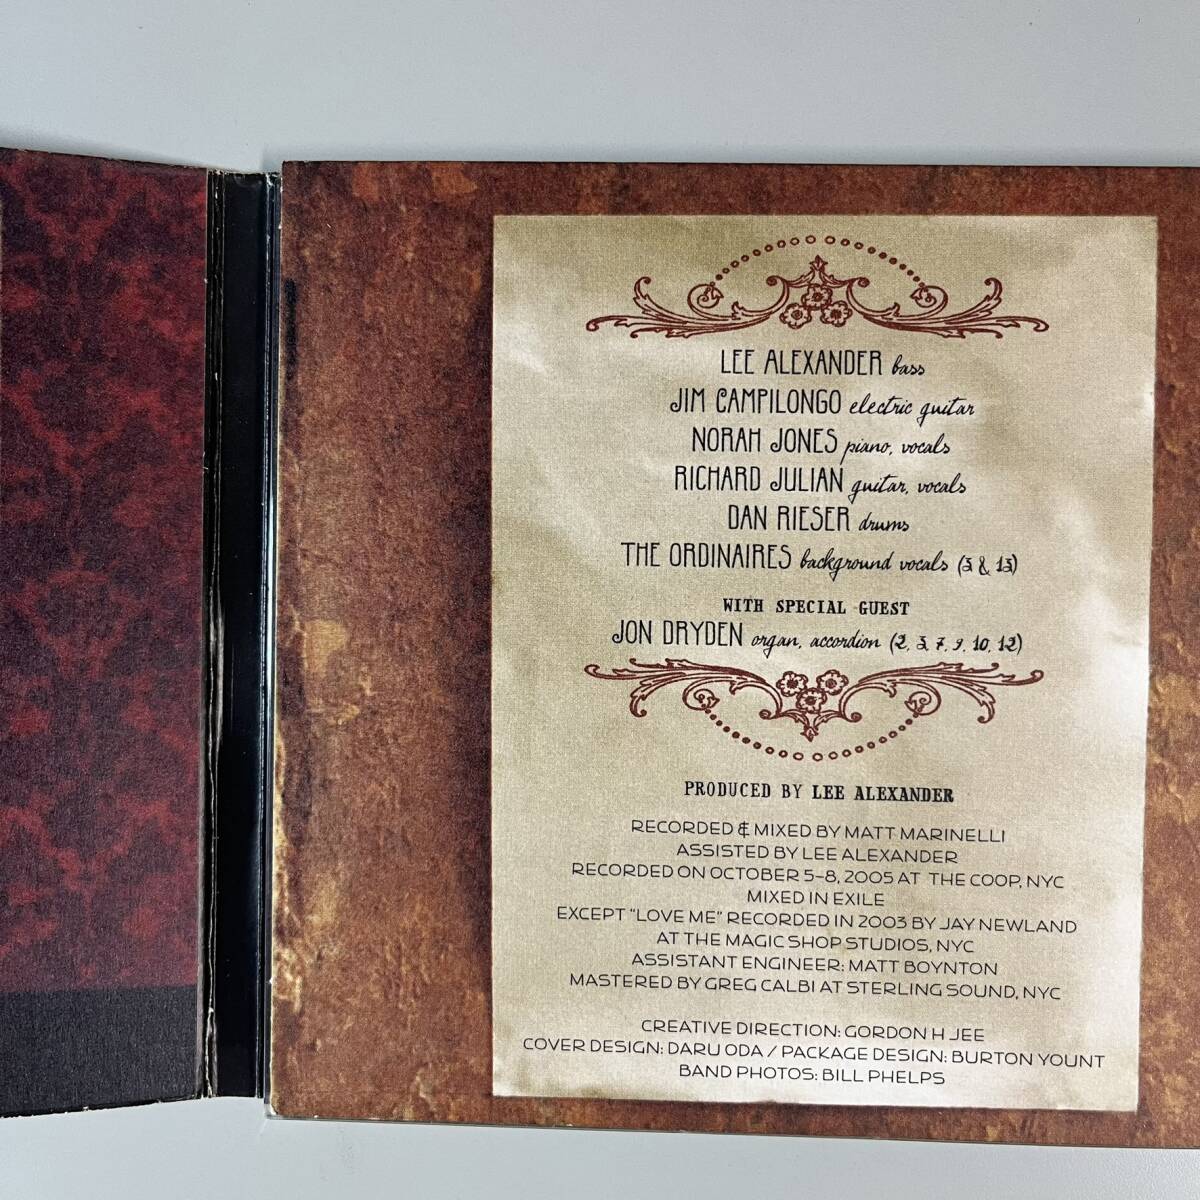 LEE ALEXANDER bass
JIM CAMPILONGO electric guitar
NORAH JONES piano, vocals
RICHARD JULIAN guitar, vocals
DAN RIESER drums
THE ORDINAIRES background vocals (3 & 13)
WITH SPECIAL GUEST
JON DRYDEN organ, accordion (2, 3, 7, 9, 10, 12)
PRODUCED BY LEE ALEXANDER
RECORDED & MIXED BY MATT MARINELLI
ASSISTED BY LEE ALEXANDER
RECORDED ON OCTOBER 5-8, 2005 AT THE COOP, NYC
MIXED IN EXILE
EXCEPT "LOVE ME" RECORDED IN 2003 BY JAY NEWLAND
AT THE MAGIC SHOP STUDIOS, NYC
ASSISTANT ENGINEER: MATT BOYNTON
MASTERED BY GREG CALBI AT STERLING SOUND, NYC
CREATIVE DIRECTION: GORDON H JEE
COVER DESIGN: DARU ODA / PACKAGE DESIGN: BURTON YOUNT
BAND PHOTOS: BILL PHELPS